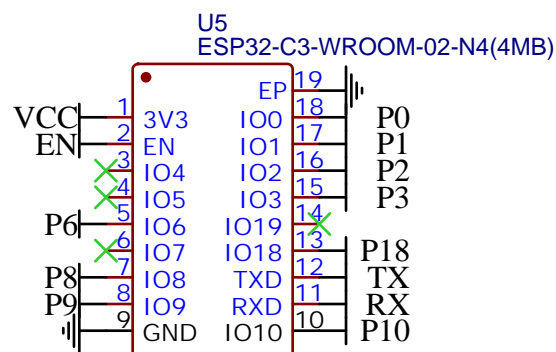 U5
ESP32-C3-WROOM-02-N4(4MB)
EP 19
VCC 1 3V3 IO0 18 P0
EN 2 EN IO1 17 P1
3 IO4 IO2 16 P2
4 IO5 IO3 15 P3
P6 5 IO6 IO19 14
6 IO7 IO18 13 P18
P8 7 IO8 TXD 12 TX
P9 8 IO9 RXD 11 RX
9 GND IO10 10 P10